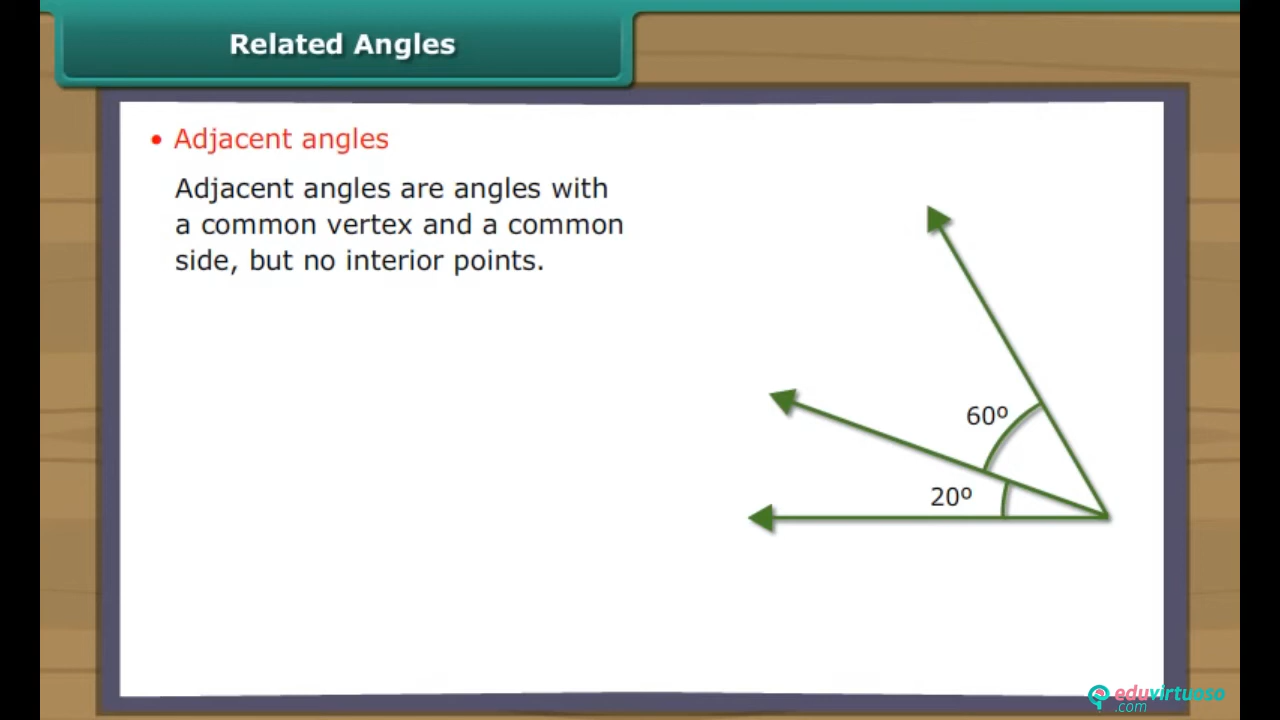 Related Angles
• Adjacent angles
Adjacent angles are angles with
a common vertex and a common
side, but no interior points.
60º
20º
eduvirtuoso
.com